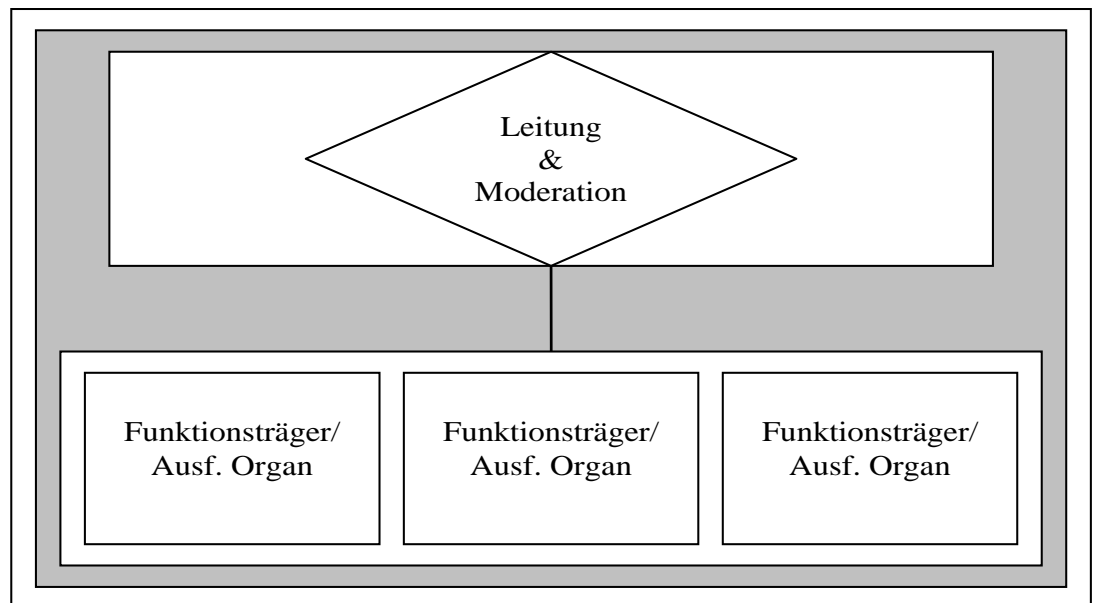 Leitung
&
Moderation
Funktionsträger/
Ausf. Organ
Funktionsträger/
Ausf. Organ
Funktionsträger/
Ausf. Organ